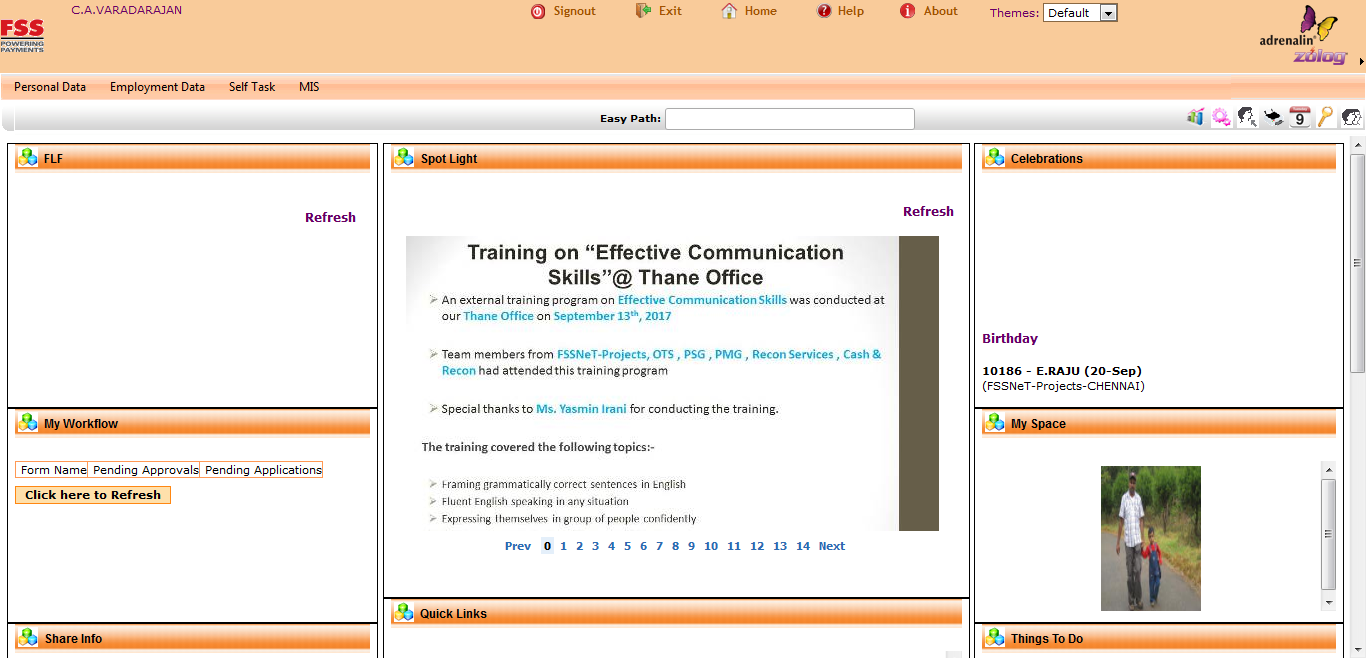 C.A.VARADARAJAN
Signout Exit Home Help About Themes: Default
FSS
POWERING
PAYMENTS
adrenalin
zolog
Personal Data Employment Data Self Task MIS
Easy Path:
9
FLF
Refresh
My Workflow
Form Name Pending Approvals Pending Applications
Click here to Refresh
Share Info
Spot Light
Refresh
Training on “Effective Communication
Skills”@ Thane Office
An external training program on Effective Communication Skills was conducted at
our Thane Office on September 13th, 2017
Team members from FSSNeT-Projects, OTS , PSG , PMG , Recon Services , Cash &
Recon had attended this training program
Special thanks to Ms. Yasmin Irani for conducting the training.
The training covered the following topics:-
Framing grammatically correct sentences in English
Fluent English speaking in any situation
Expressing themselves in group of people confidently
Prev 0 1 2 3 4 5 6 7 8 9 10 11 12 13 14 Next
Quick Links
Celebrations
Birthday
10186 - E.RAJU (20-Sep)
(FSSNeT-Projects-CHENNAI)
My Space
Things To Do